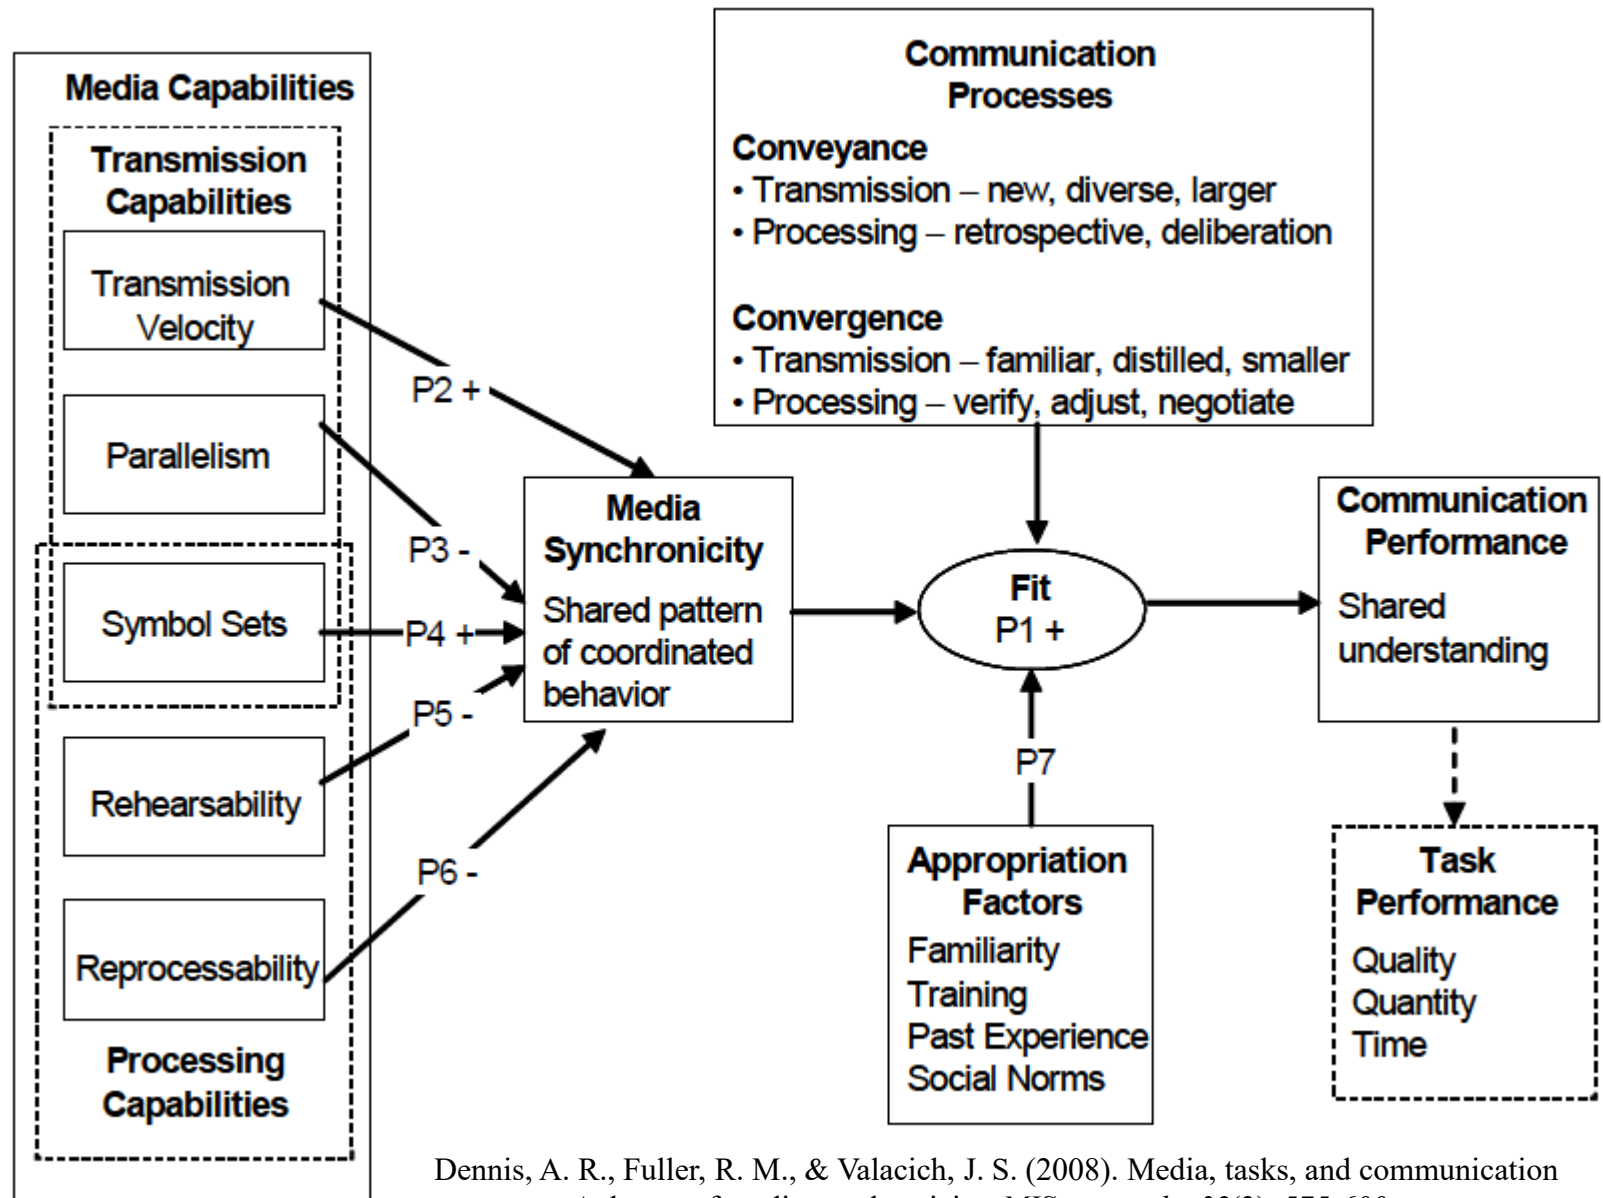 Media Capabilities
Transmission
Capabilities
Transmission
Velocity
Parallelism
Symbol Sets
Rehearsability
Reprocessability
Processing
Capabilities
P2 +
P3 -
P4 +
P5 -
P6 -
Media
Synchronicity
Shared pattern
of coordinated
behavior
Communication
Processes
Conveyance
• Transmission – new, diverse, larger
• Processing – retrospective, deliberation
Convergence
• Transmission – familiar, distilled, smaller
• Processing – verify, adjust, negotiate
Fit
P1 +
P7
Appropriation
Factors
Familiarity
Training
Past Experience
Social Norms
Communication
Performance
Shared
understanding
Task
Performance
Quality
Quantity
Time
Dennis, A. R., Fuller, R. M., & Valacich, J. S. (2008). Media, tasks, and communication